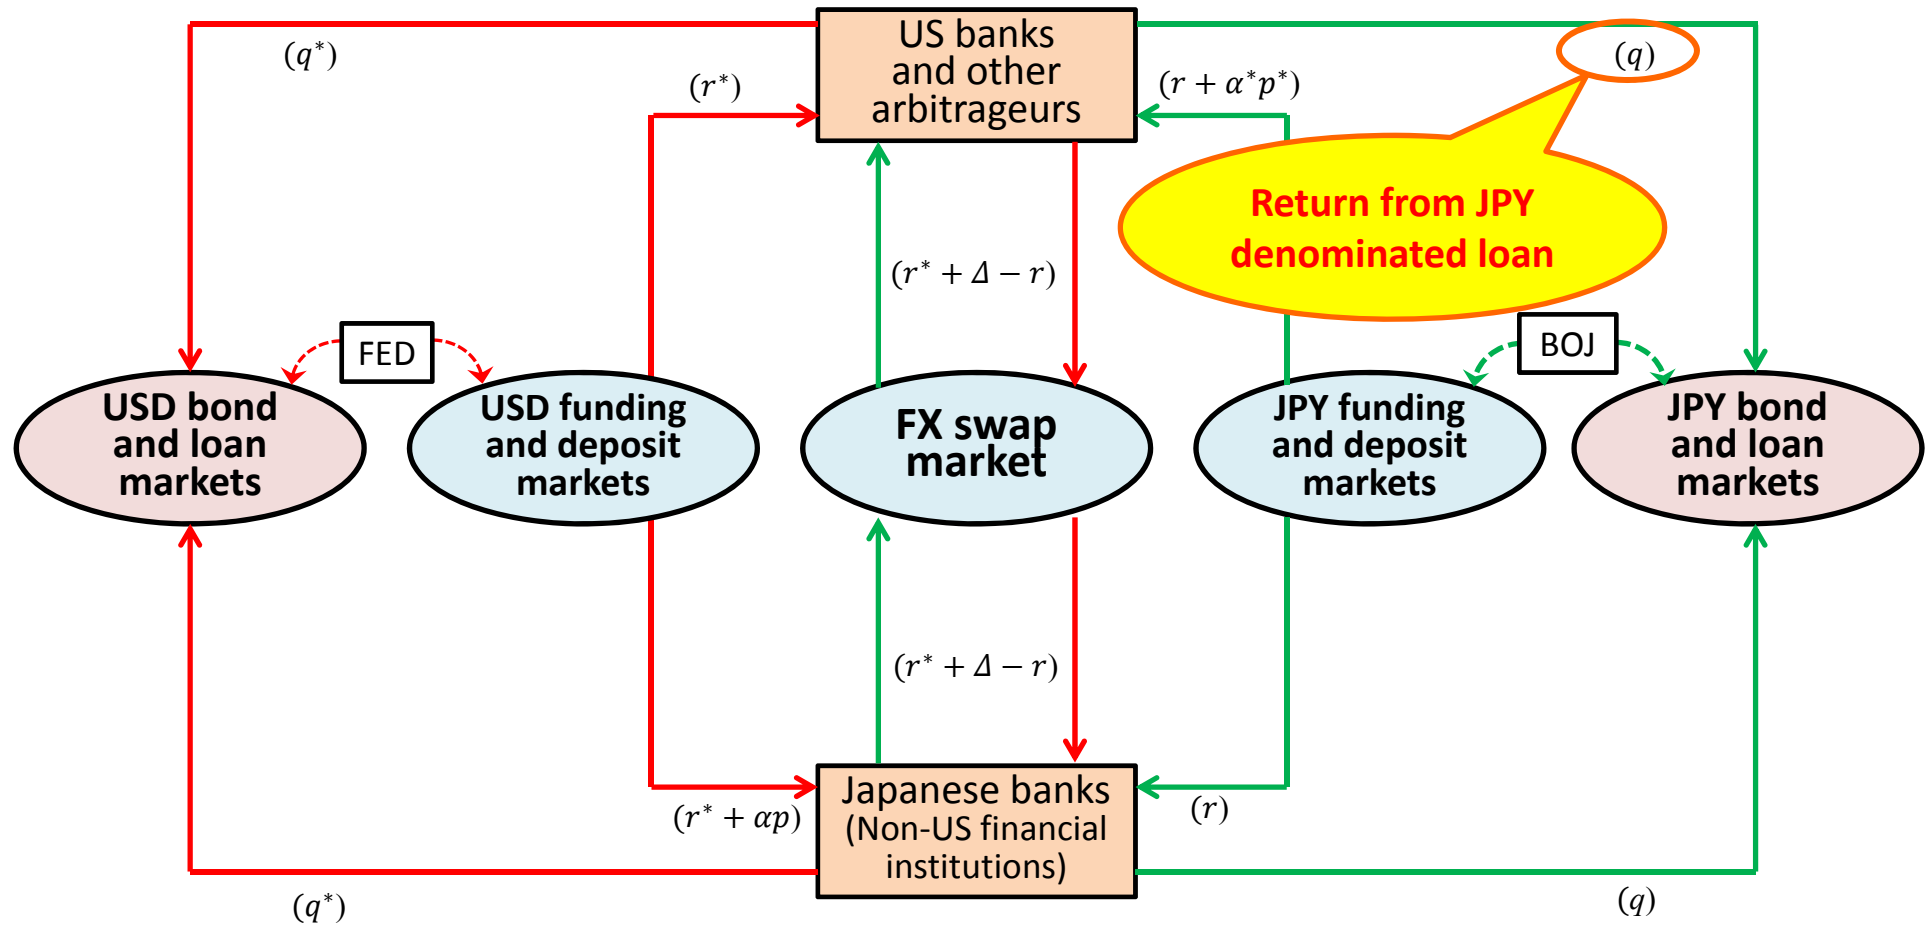 US banks
and other
arbitrageurs
(q*)
(r*)
(r + α*p*)
(q)
Return from JPY
denominated loan
(r* + Δ − r)
FED
BOJ
USD bond
and loan
markets
USD funding
and deposit
markets
FX swap
market
JPY funding
and deposit
markets
JPY bond
and loan
markets
(r* + Δ − r)
Japanese banks
(Non-US financial
institutions)
(r* + αp)
(r)
(q*)
(q)